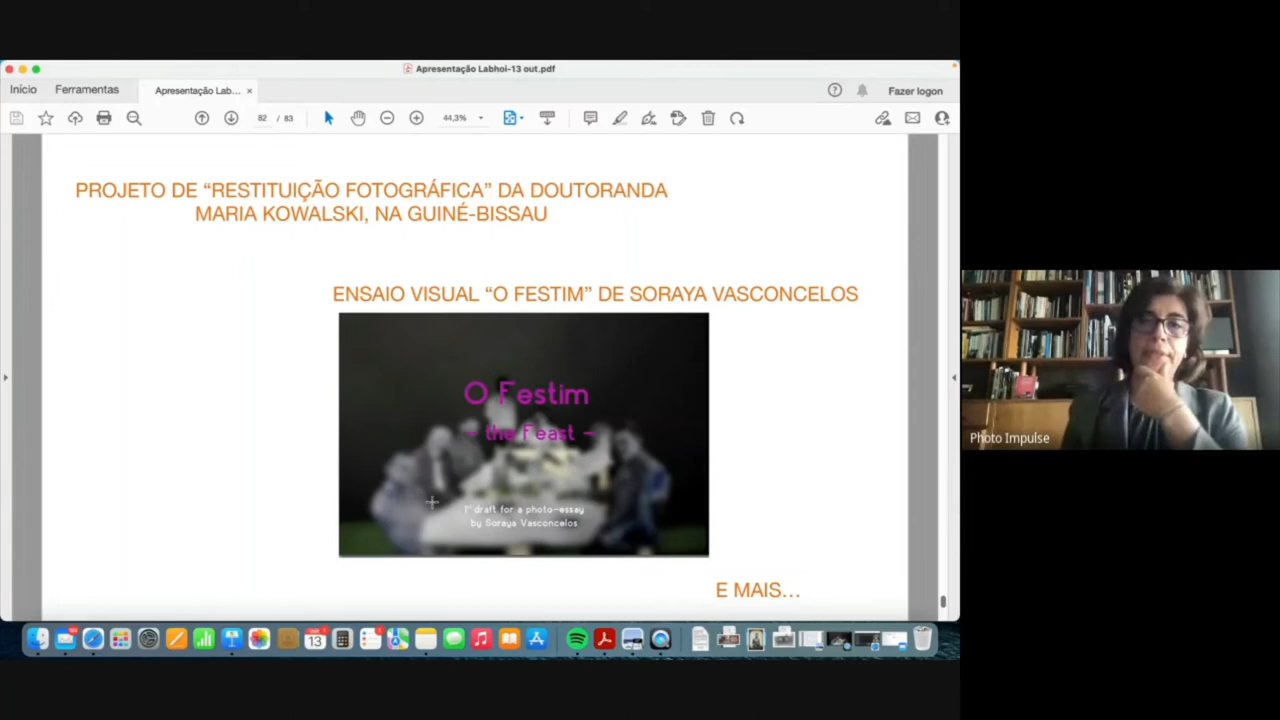 Apresentação Labhoi-13 out.pdf
Início
Ferramentas
Apresentação Lab...
Fazer logon
82 / 83
44,3%
PROJETO DE “RESTITUIÇÃO FOTOGRÁFICA” DA DOUTORANDA
MARIA KOWALSKI, NA GUINÉ-BISSAU
ENSAIO VISUAL “O FESTIM” DE SORAYA VASCONCELOS
O Festim
- the Feast -
1º draft for a photo-essay
by Soraya Vasconcelos
E MAIS...
Photo Impulse
13